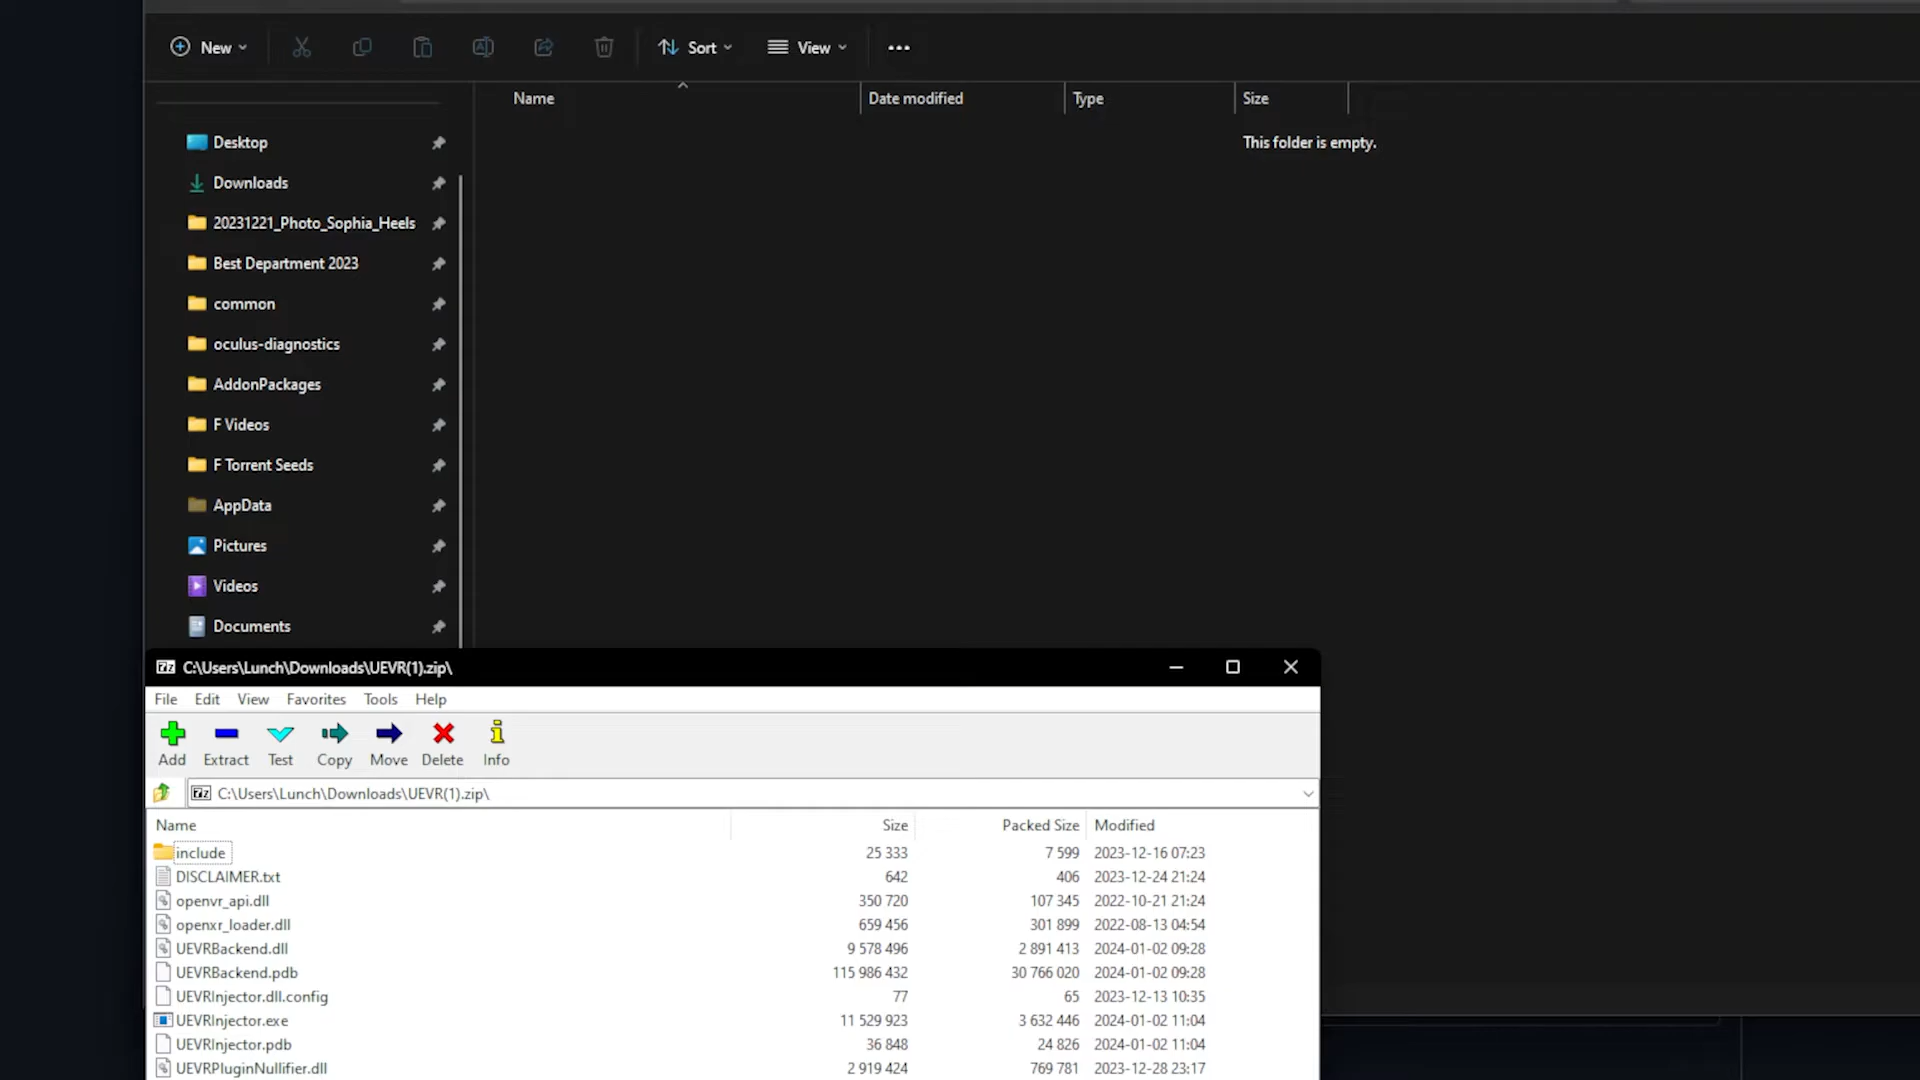 New Sort View
Name Date modified Type Size
This folder is empty.
Desktop
Downloads
20231221_Photo_Sophia_Heels
Best Department 2023
common
oculus-diagnostics
AddonPackages
F Videos
F Torrent Seeds
AppData
Pictures
Videos
Documents
7z C:\Users\Lunch\Downloads\UEVR(1).zip\
File Edit View Favorites Tools Help
Add Extract Test Copy Move Delete Info
7z C:\Users\Lunch\Downloads\UEVR(1).zip\
Name Size Packed Size Modified
include 25 333 7 599 2023-12-16 07:23
DISCLAIMER.txt 642 406 2023-12-24 21:24
openvr_api.dll 350 720 107 345 2022-10-21 21:24
openxr_loader.dll 659 456 301 899 2022-08-13 04:54
UEVRBackend.dll 9 578 496 2 891 413 2024-01-02 09:28
UEVRBackend.pdb 115 986 432 30 766 020 2024-01-02 09:28
UEVRInjector.dll.config 77 65 2023-12-13 10:35
UEVRInjector.exe 11 529 923 3 632 446 2024-01-02 11:04
UEVRInjector.pdb 36 848 24 826 2024-01-02 11:04
UEVRPluginNullifier.dll 2 919 424 769 781 2023-12-28 23:17